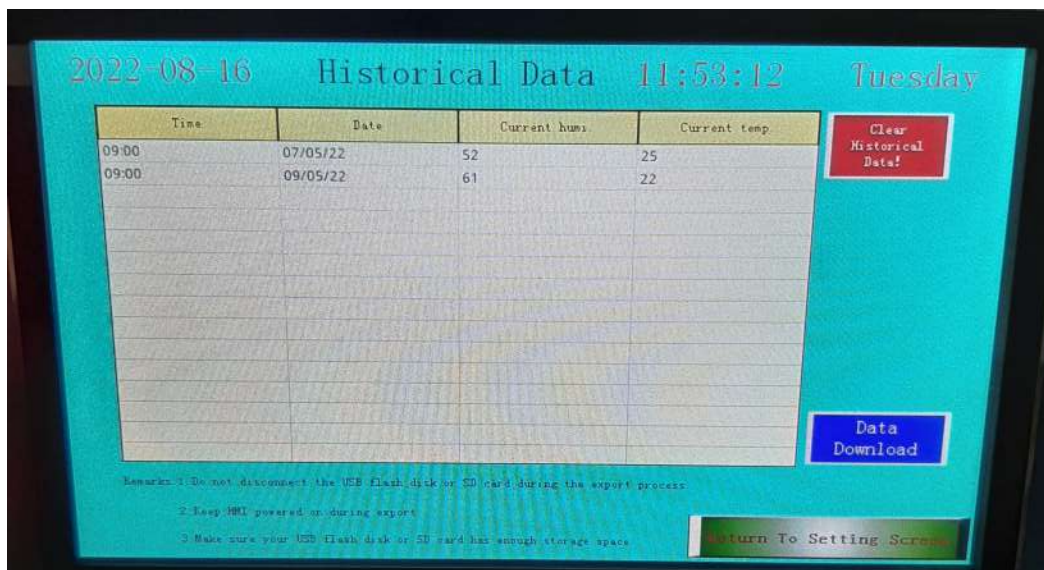 2022-08-16 Historical Data 11:53:12 Tuesday
Time Date Current humi Current temp
09:00 07/05/22 52 25
09:00 09/05/22 61 22
Clear
Historical
Data!
Data
Download
Remarks 1 Do not disconnect the USB flash disk or SD card during the export process
2 Keep HMI powered on during export
3 Make sure your USB flash disk or SD card has enough storage space
Return To Setting Screen